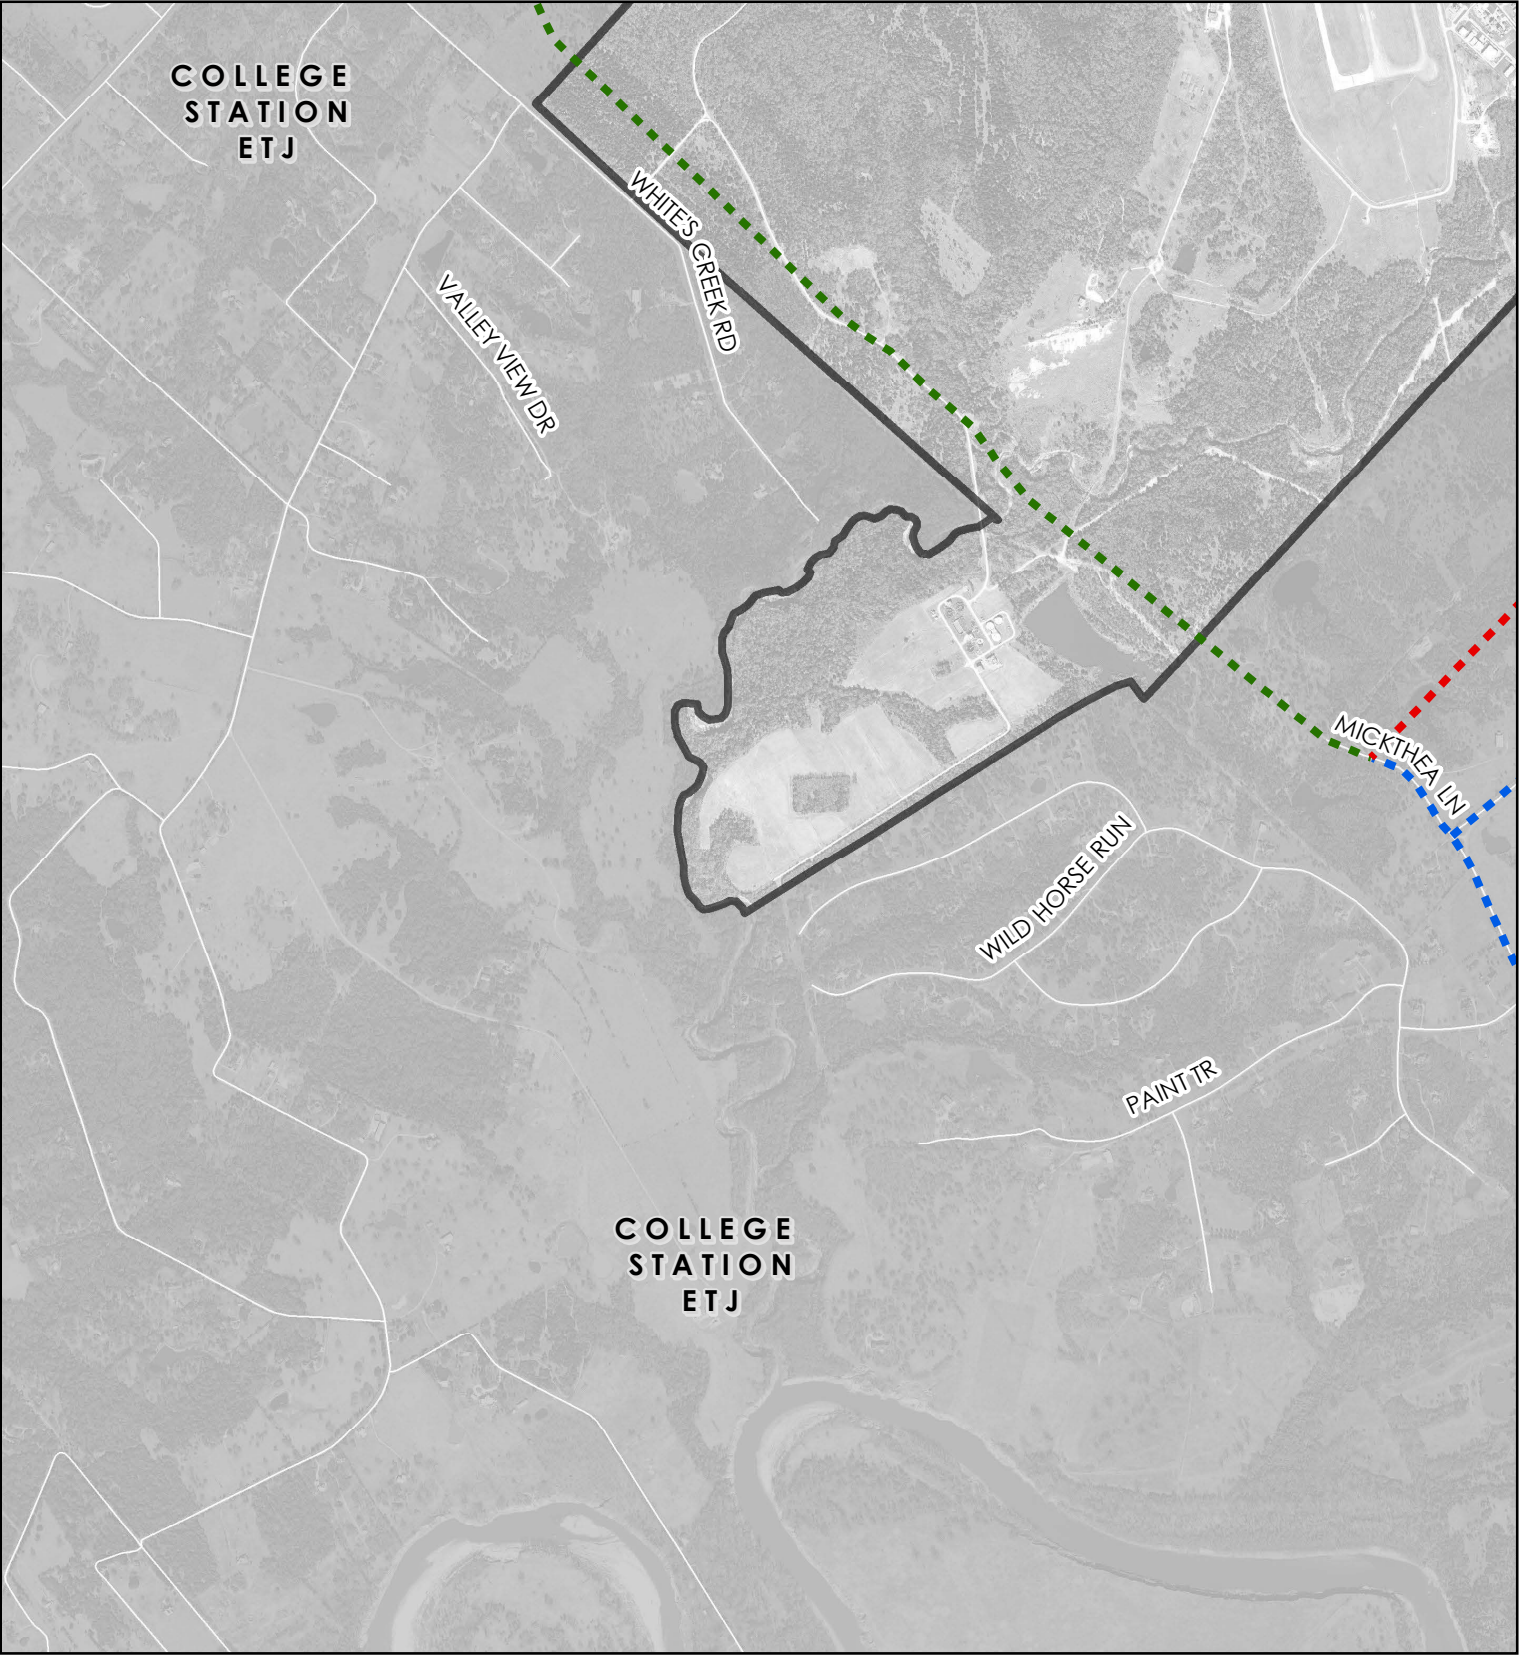 COLLEGE
STATION
ETJ
WHITE'S CREEK RD
VALLEY VIEW DR
MICKTHEA LN
WILD HORSE RUN
PAINT TR
COLLEGE
STATION
ETJ